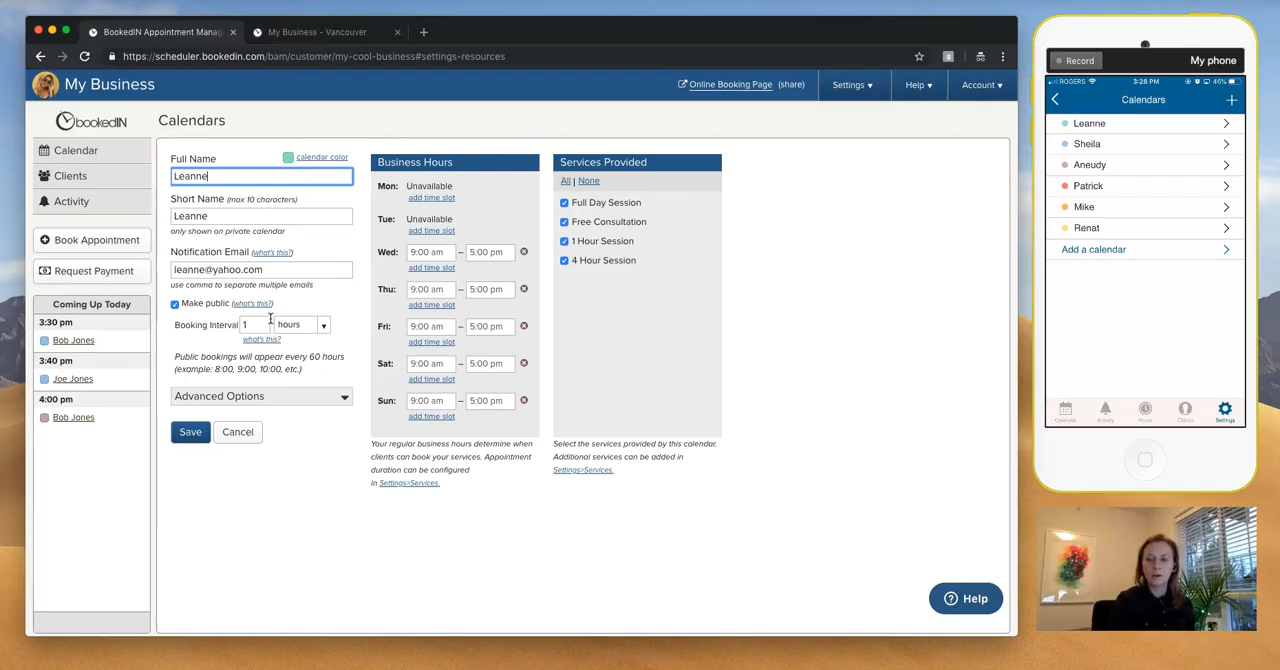 BookedIN Appointment Mana
My Business - Vancouver
https://scheduler.bookedin.com/bam/customer/my-cool-business#settings-resources
My Business
Online Booking Page (share)
Settings
Help
Account
bookedIN
Calendars
Calendar
Clients
Activity
Book Appointment
Request Payment
Coming Up Today
3:30 pm
Bob Jones
3:40 pm
Joe Jones
4:00 pm
Bob Jones
Full Name
calendar color
Leanne
Short Name (max 10 characters)
Leanne
only shown on private calendar
Notification Email (what's this?)
leanne@yahoo.com
use comma to separate multiple emails
Make public (what's this?)
Booking Interval 1 hours
what's this?
Public bookings will appear every 60 hours
(example: 8:00, 9:00, 10:00, etc.)
Advanced Options
Save
Cancel
Business Hours
Mon: Unavailable
add time slot
Tue: Unavailable
add time slot
Wed: 9:00 am – 5:00 pm
add time slot
Thu: 9:00 am – 5:00 pm
add time slot
Fri: 9:00 am – 5:00 pm
add time slot
Sat: 9:00 am – 5:00 pm
add time slot
Sun: 9:00 am – 5:00 pm
add time slot
Your regular business hours determine when
clients can book your services. Appointment
duration can be configured
in Settings>Services.
Services Provided
All | None
Full Day Session
Free Consultation
1 Hour Session
4 Hour Session
Select the services provided by this calendar.
Additional services can be added in
Settings>Services.
Help
Record
My phone
ROGERS
3:28 PM
46%
Calendars
Leanne
Sheila
Aneudy
Patrick
Mike
Renat
Add a calendar
Calendar
Activity
Clients
Settings